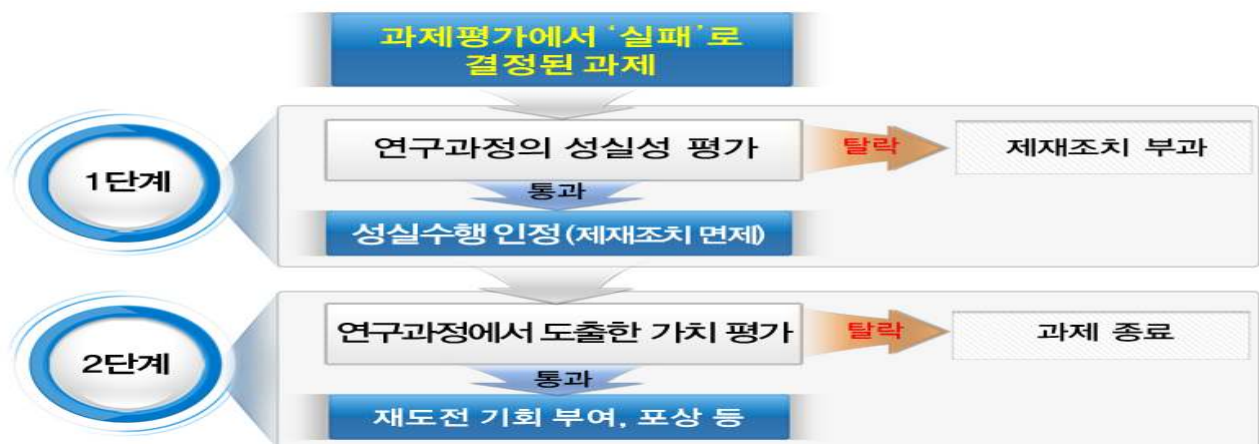 과제평가에서 ‘실패’로
결정된 과제
1단계
연구과정의 성실성 평가
탈락
제재조치 부과
통과
성실수행 인정(제재조치 면제)
2단계
연구과정에서 도출한 가치 평가
탈락
과제 종료
통과
재도전 기회 부여, 포상 등